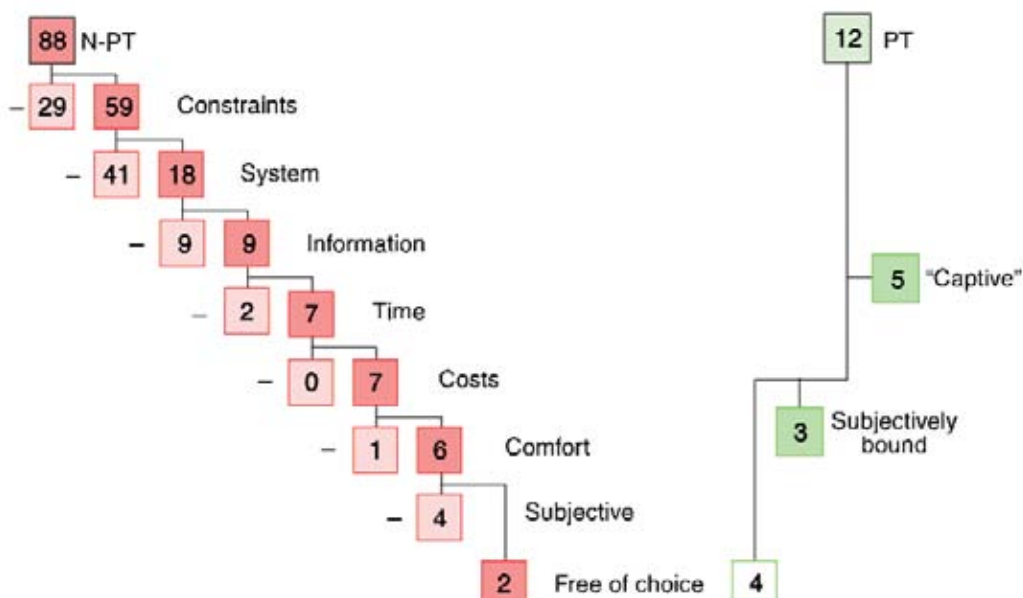 88 N-PT 12 PT
– 29 59 Constraints
– 41 18 System
– 9 9 Information
5 "Captive"
– 2 7 Time
– 0 7 Costs
3 Subjectively
bound
– 1 6 Comfort
– 4 Subjective
2 Free of choice 4